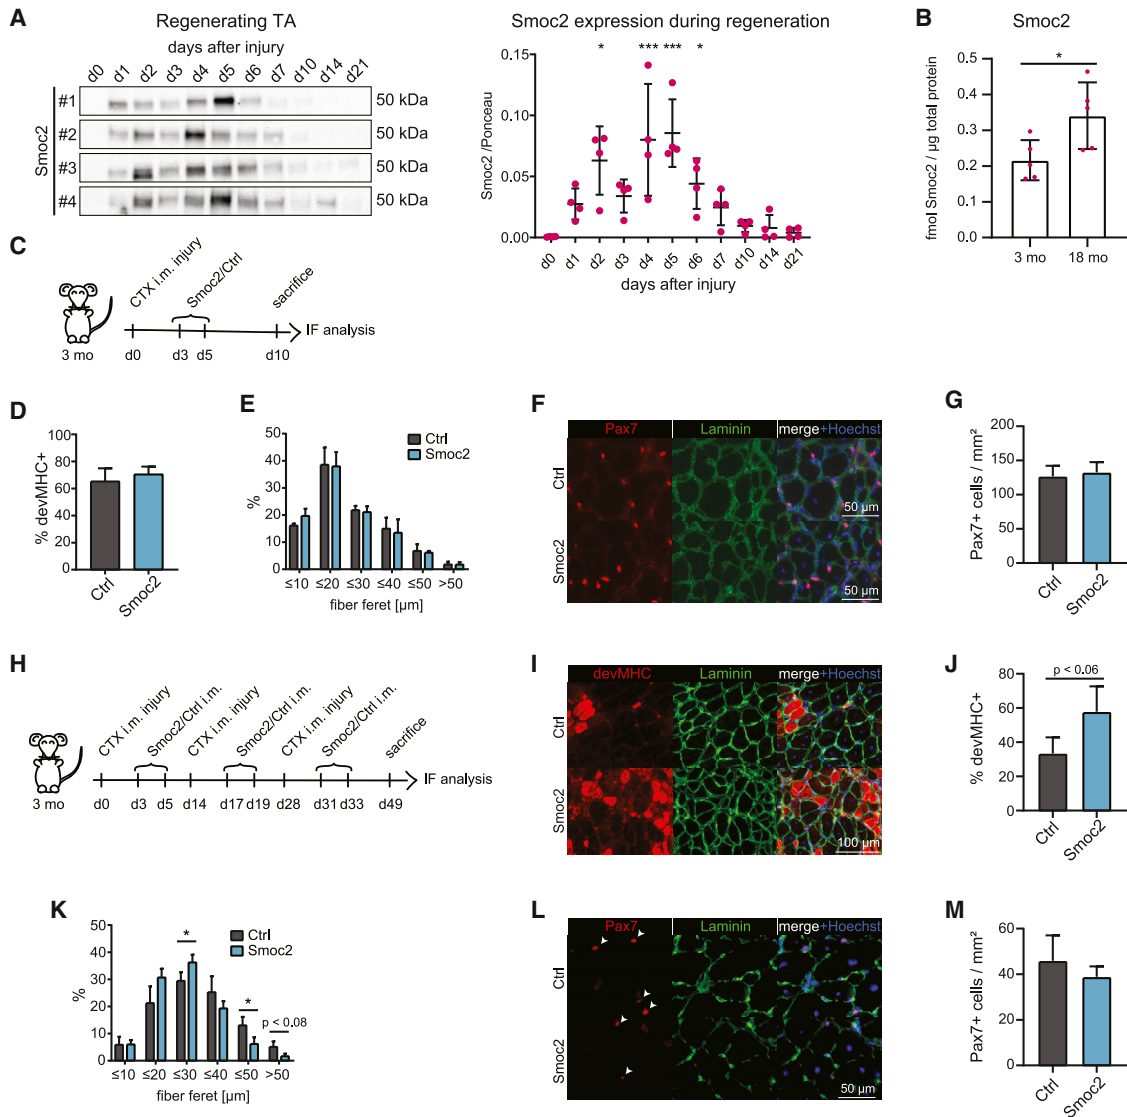 A
Regenerating TA
days after injury
d0 d1 d2 d3 d4 d5 d6 d7 d10 d14 d21
Smoc2
#1 50 kDa
#2 50 kDa
#3 50 kDa
#4 50 kDa
Smoc2 expression during regeneration
* *** *** *
Smoc2 /Ponceau
0.15
0.10
0.05
0.00
d0 d1 d2 d3 d4 d5 d6 d7 d10 d14 d21
days after injury
B
Smoc2
*
fmol Smoc2 / µg total protein
0.5
0.4
0.3
0.2
0.1
0.0
3 mo 18 mo
C
CTX i.m. injury
Smoc2/Ctrl
sacrifice
IF analysis
3 mo d0 d3 d5 d10
D
% devMHC+
100
80
60
40
20
0
Ctrl Smoc2
E
%
50
40
30
20
10
0
Ctrl
Smoc2
≤10 ≤20 ≤30 ≤40 ≤50 >50
fiber feret [µm]
F
Pax7 Laminin merge+Hoechst
Ctrl
50 µm
Smoc2
50 µm
G
Pax7+ cells / mm²
200
150
100
50
0
Ctrl Smoc2
H
CTX i.m. injury
Smoc2/Ctrl i.m.
CTX i.m. injury
Smoc2/Ctrl i.m.
CTX i.m. injury
Smoc2/Ctrl i.m.
sacrifice
IF analysis
3 mo d0 d3 d5 d14 d17 d19 d28 d31 d33 d49
I
devMHC Laminin merge+Hoechst
Ctrl
Smoc2
100 µm
J
p < 0.06
% devMHC+
80
60
40
20
0
Ctrl Smoc2
K
%
50
40
30
20
10
0
Ctrl
Smoc2
*
*
p < 0.08
≤10 ≤20 ≤30 ≤40 ≤50 >50
fiber feret [µm]
L
Pax7 Laminin merge+Hoechst
Ctrl
Smoc2
50 µm
M
Pax7+ cells / mm²
60
40
20
0
Ctrl Smoc2